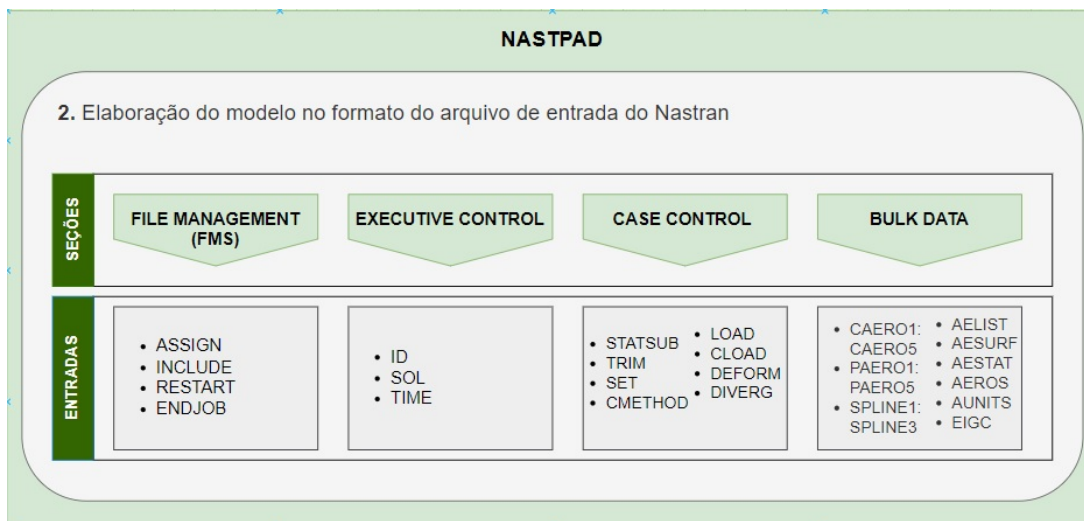 NASTPAD
2. Elaboração do modelo no formato do arquivo de entrada do Nastran
SEÇÕES
FILE MANAGEMENT
(FMS)
EXECUTIVE CONTROL
CASE CONTROL
BULK DATA
ENTRADAS
• ASSIGN
• INCLUDE
• RESTART
• ENDJOB
• ID
• SOL
• TIME
• STATSUB
• TRIM
• SET
• CMETHOD
• LOAD
• CLOAD
• DEFORM
• DIVERG
• CAERO1:
CAERO5
• PAERO1:
PAERO5
• SPLINE1:
SPLINE3
• AELIST
• AESURF
• AESTAT
• AEROS
• AUNITS
• EIGC